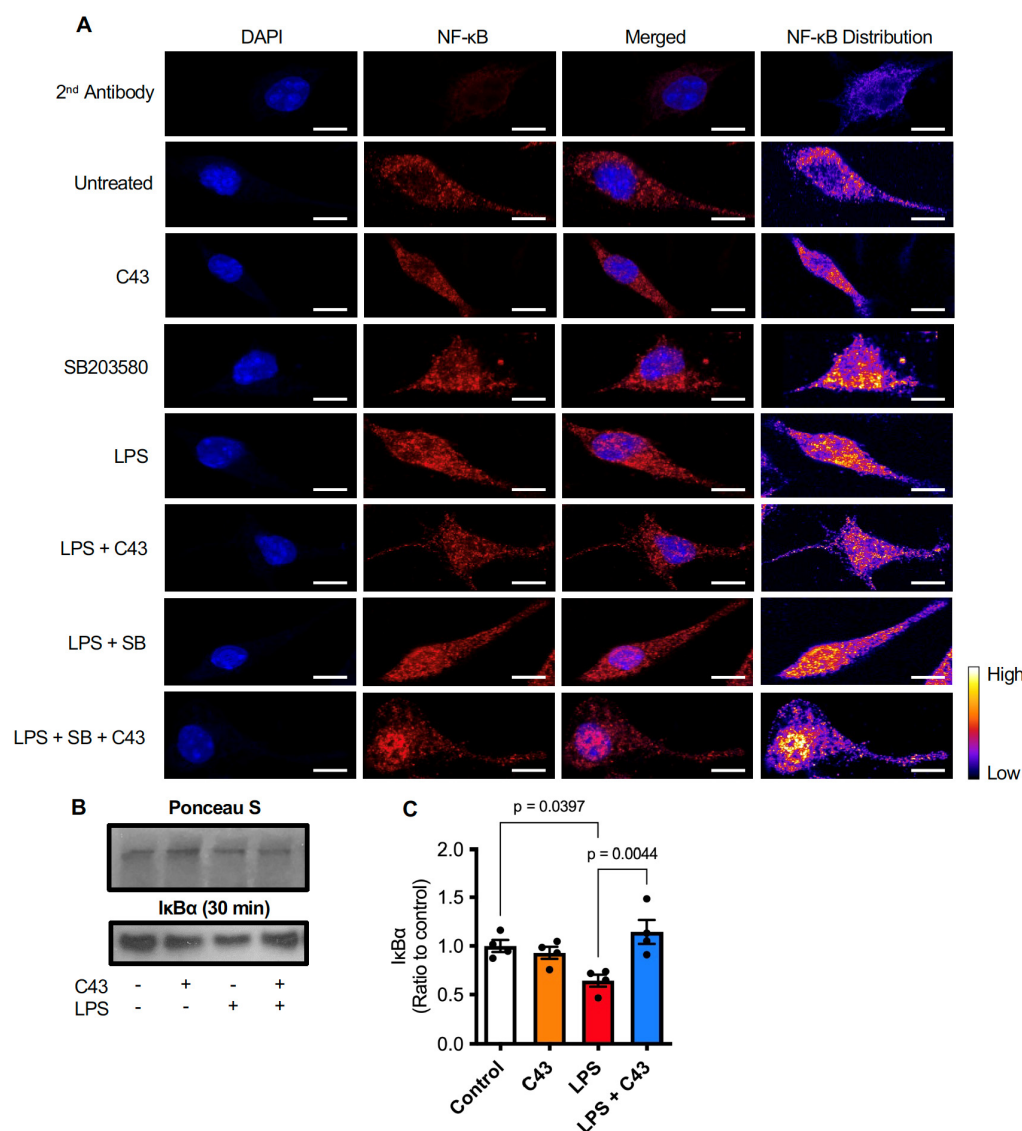 A
DAPI NF-κB Merged NF-κB Distribution
2nd Antibody
Untreated
C43
SB203580
LPS
LPS + C43
LPS + SB
LPS + SB + C43
High
Low
B
Ponceau S
IκBα (30 min)
C43 - + - +
LPS - - + +
C
p = 0.0397
p = 0.0044
2.0
1.5
1.0
0.5
0.0
IκBα
(Ratio to control)
Control
C43
LPS
LPS + C43